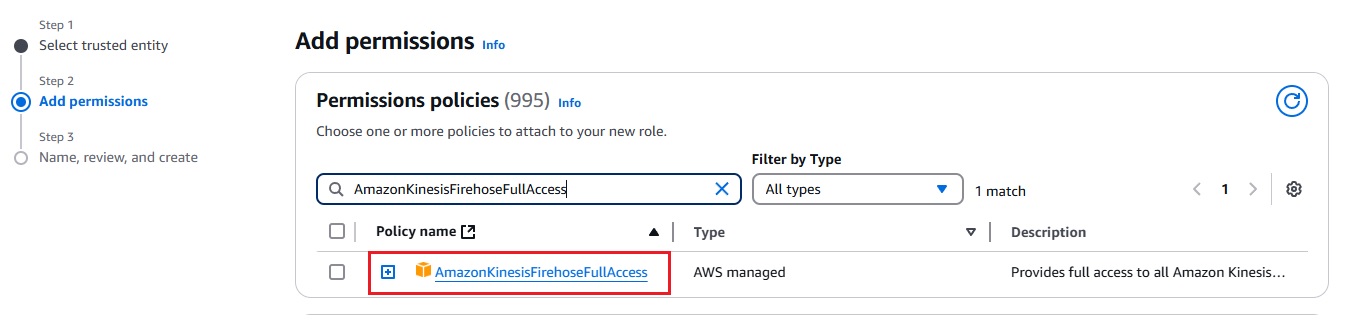 Step 1
Select trusted entity
Step 2
Add permissions
Step 3
Name, review, and create
Add permissions Info
Permissions policies (995) Info
Choose one or more policies to attach to your new role.
Filter by Type
AmazonKinesisFirehoseFullAccess All types 1 match 1
Policy name Type Description
AmazonKinesisFirehoseFullAccess AWS managed Provides full access to all Amazon Kinesis...